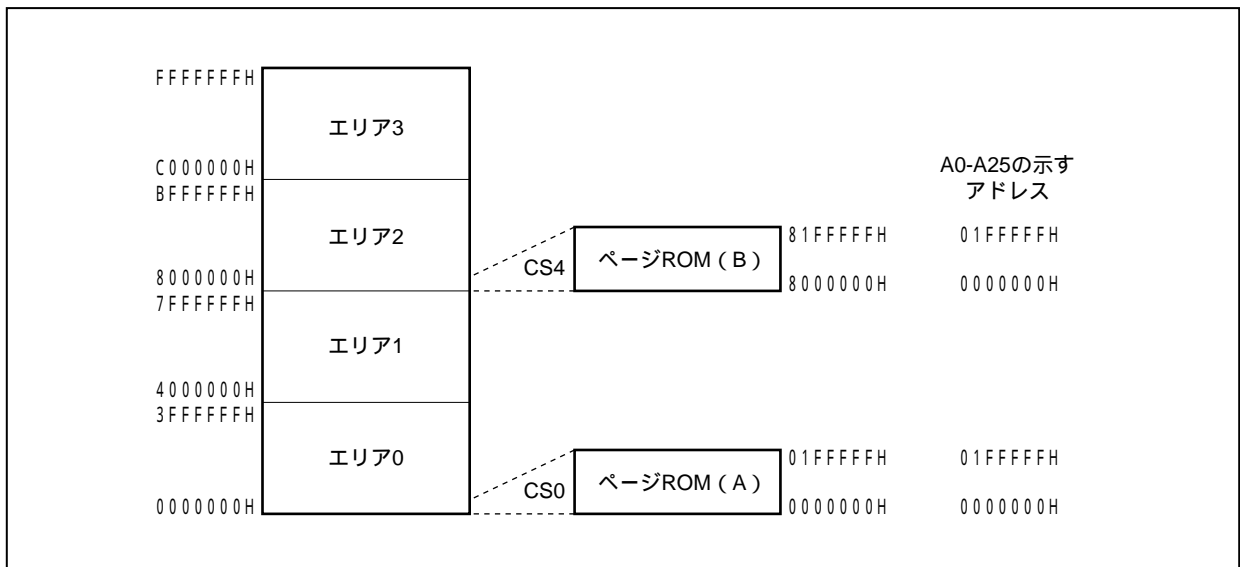 FFFFFFFH
エリア3
C000000H
BFFFFFFH
エリア2
8000000H
7FFFFFFH
エリア1
4000000H
3FFFFFFH
エリア0
0000000H
A0-A25の示す
アドレス
CS4
ページROM（B）
81FFFFFH
01FFFFFH
8000000H
0000000H
CS0
ページROM（A）
01FFFFFH
01FFFFFH
0000000H
0000000H